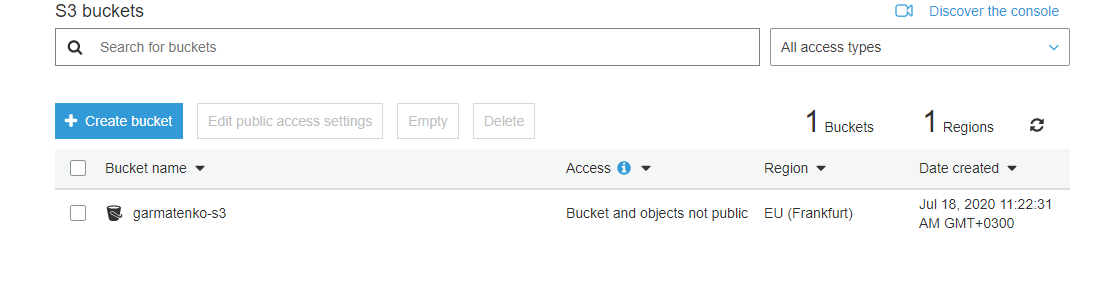 S3 buckets
Discover the console
Search for buckets
All access types
Create bucket
Edit public access settings
Empty
Delete
1 Buckets
1 Regions
Bucket name
Access
Region
Date created
garmatenko-s3
Bucket and objects not public
EU (Frankfurt)
Jul 18, 2020 11:22:31
AM GMT+0300